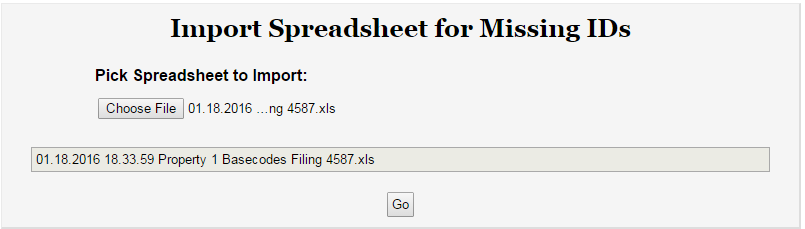 Import Spreadsheet for Missing IDs
Pick Spreadsheet to Import:
Choose File 01.18.2016 ...ng 4587.xls
01.18.2016 18.33.59 Property 1 Basecodes Filing 4587.xls
Go